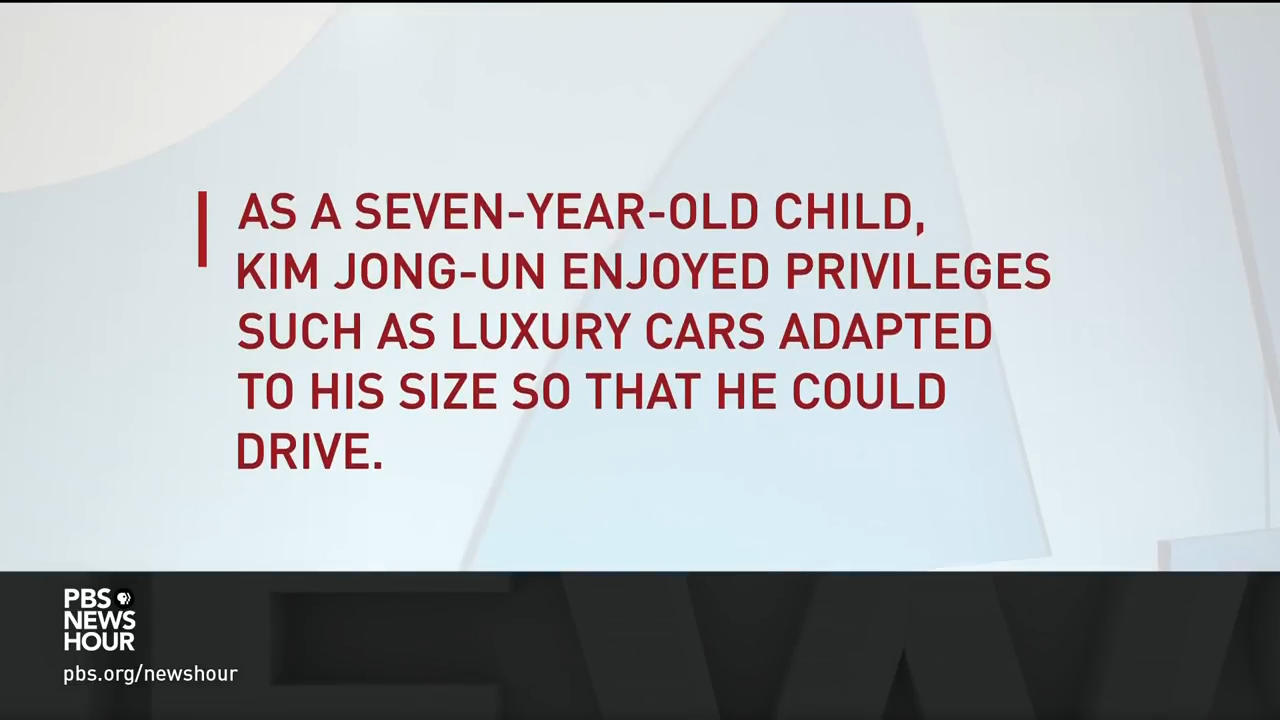 AS A SEVEN-YEAR-OLD CHILD,
KIM JONG-UN ENJOYED PRIVILEGES
SUCH AS LUXURY CARS ADAPTED
TO HIS SIZE SO THAT HE COULD
DRIVE.
PBS
NEWS
HOUR
pbs.org/newshour